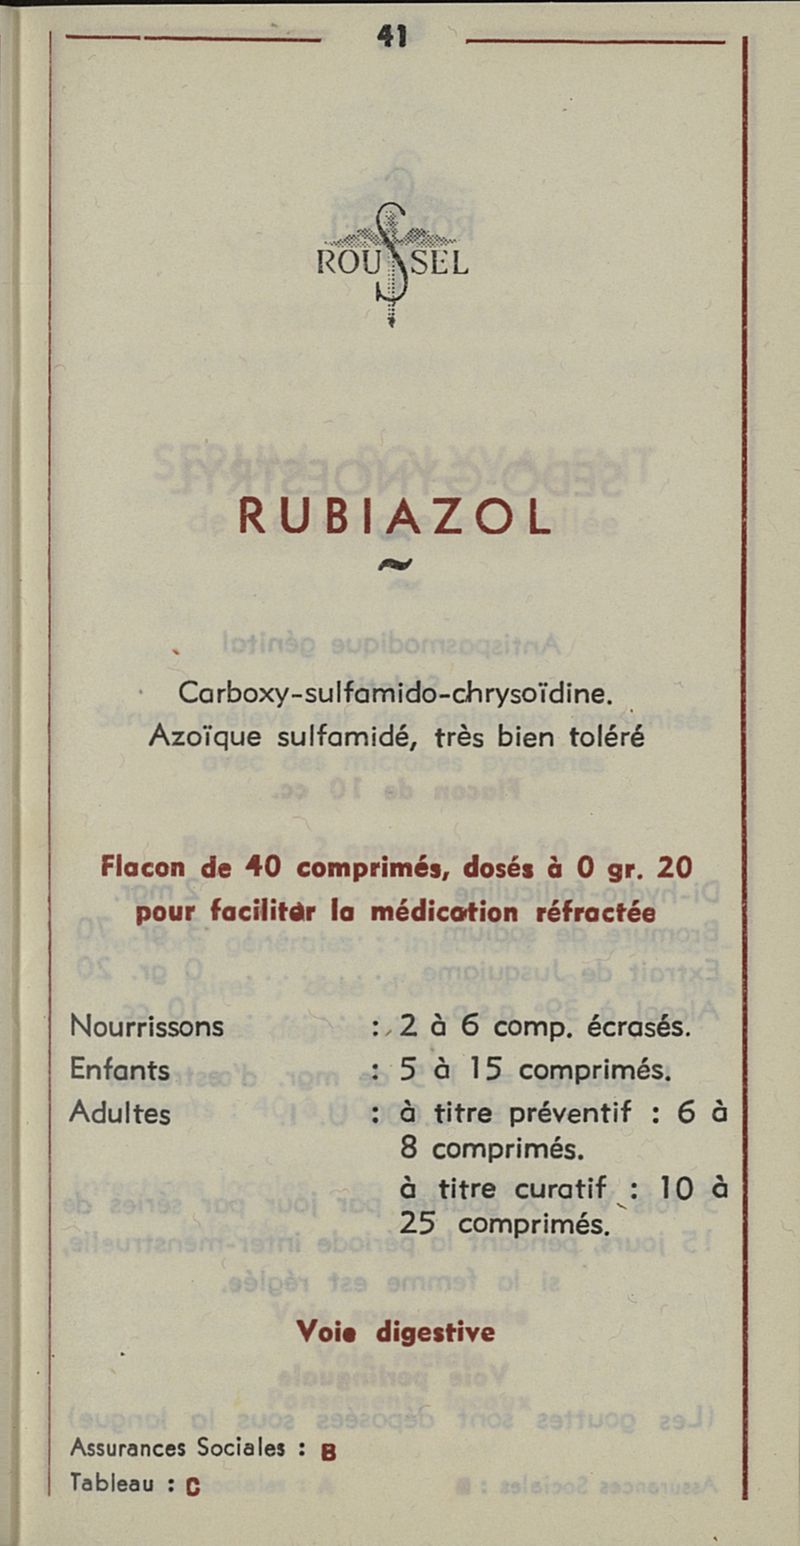 41
ROUSSEL
RUBIAZOL
~
Carboxy-sulfamido-chrysoïdine.
Azoïque sulfamidé, très bien toléré
Flacon de 40 comprimés, dosés à 0 gr. 20
pour faciliter la médication réfractée
Nourrissons : 2 à 6 comp. écrasés.
Enfants : 5 à 15 comprimés.
Adultes : à titre préventif : 6 à
8 comprimés.
à titre curatif : 10 à
25 comprimés.
Voie digestive
Assurances Sociales : B
Tableau : C